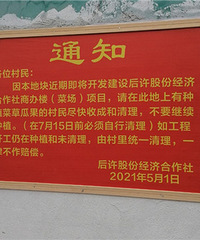 通知
各位村民：
因本地块近期即将开发建设后许股份经济
合作社商办楼（菜场）项目，请在此地上有种
植菜草瓜果的村民尽快收成和清理，不要继续
种植。（在7月15日前必须自行清理）如工程
开工仍在种植和未清理，由村里统一清理，一
律不作赔偿。
后许股份经济合作社
2021年5月1日